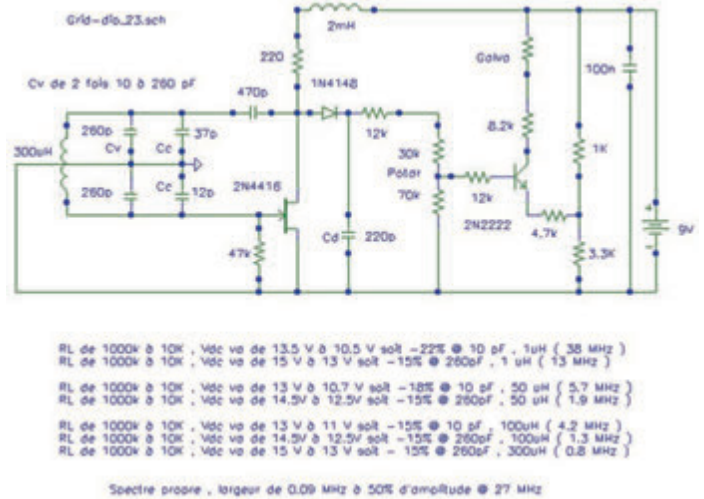 Grid-dip_23.sch
2mH
220
Galva
100n
1N4148
Cv de 2 fois 10 à 260 pF
470p
12k
8.2k
260p
37p
300uH
Cv
Cc
30k
1K
Potar
Cc
2N4416
260p
12p
70k
12k
2N2222
4.7k
9V
47k
Cd
220p
3.3K
RL de 1000k à 10K , Vdc va de 13.5 V à 10.5 V soit -22% @ 10 pF , 1uH ( 38 MHz )
RL de 1000k à 10K , Vdc va de 15 V à 13 V soit -15% @ 260pF , 1 uH ( 13 MHz )
RL de 1000k à 10K , Vdc va de 13 V à 10.7 V soit -18% @ 10 pF , 50 uH ( 5.7 MHz )
RL de 1000k à 10K , Vdc va de 14.5V à 12.5V soit -15% @ 260pF , 50 uH ( 1.9 MHz )
RL de 1000k à 10K , Vdc va de 13 V à 11 V soit -15% @ 10 pF , 100uH ( 4.2 MHz )
RL de 1000k à 10K , Vdc va de 14.5V à 12.5V soit -15% @ 260pF , 100uH ( 1.3 MHz )
RL de 1000k à 10K , Vdc va de 15 V à 13 V soit - 15% @ 260pF , 300uH ( 0.8 MHz )
Spectre propre , largeur de 0.09 MHz à 50% d'amplitude @ 27 MHz